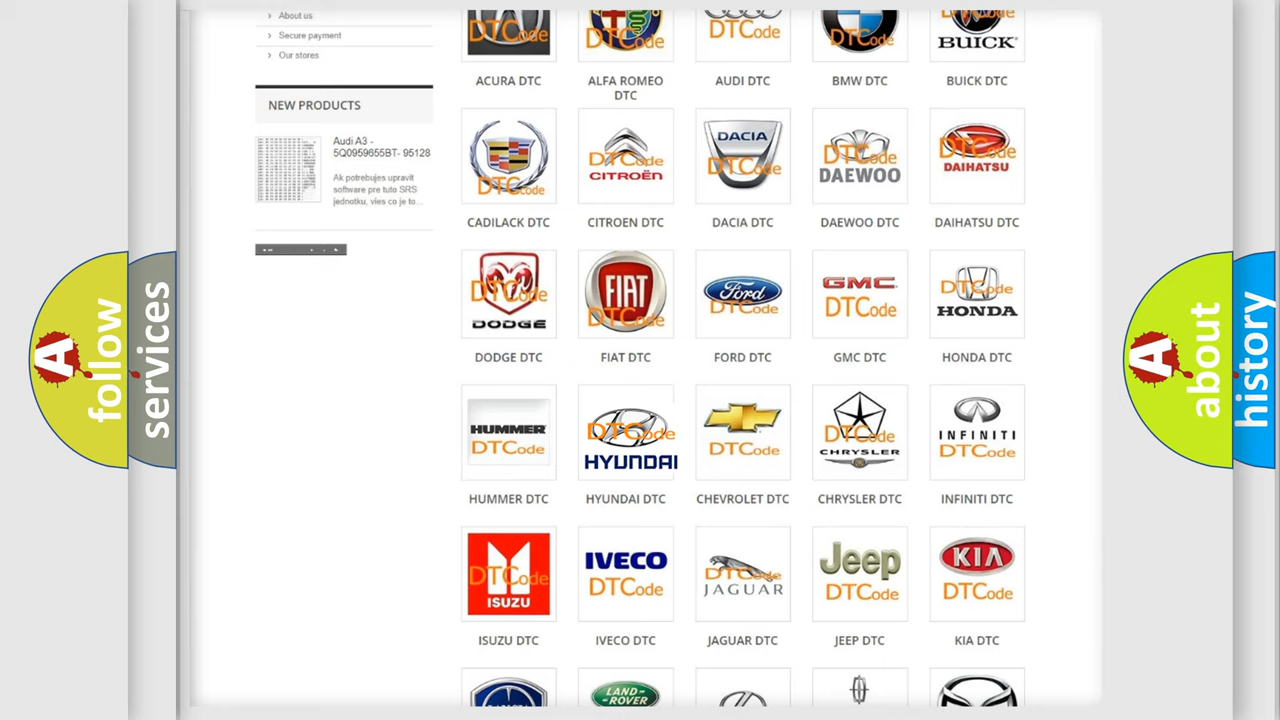 About us
Secure payment
Our stores
NEW PRODUCTS
Audi A3 -
5Q0959655BT- 95128
Ak potrebujes upravit
software pre tuto SRS
jednotku, vies co je to...
DTCode
DTCode
DTCode
DTCode
BUICK
ACURA DTC
ALFA ROMEO
DTC
AUDI DTC
BMW DTC
BUICK DTC
DTCode
DTCode
CITROËN
DACIA
DTCode
DTCode
DAEWOO
DTCode
DAIHATSU
CADILACK DTC
CITROEN DTC
DACIA DTC
DAEWOO DTC
DAIHATSU DTC
DTCode
DODGE
FIAT
DTCode
Ford
DTCode
GMC
DTCode
DTCode
HONDA
DODGE DTC
FIAT DTC
FORD DTC
GMC DTC
HONDA DTC
HUMMER
DTCode
DTCode
HYUNDAI
DTCode
DTCode
CHRYSLER
INFINITI
DTCode
HUMMER DTC
HYUNDAI DTC
CHEVROLET DTC
CHRYSLER DTC
INFINITI DTC
DTCode
ISUZU
IVECO
DTCode
DTCode
JAGUAR
Jeep
DTCode
KIA
DTCode
ISUZU DTC
IVECO DTC
JAGUAR DTC
JEEP DTC
KIA DTC
LAND-
ROVER
A
follow
services
A
about
history